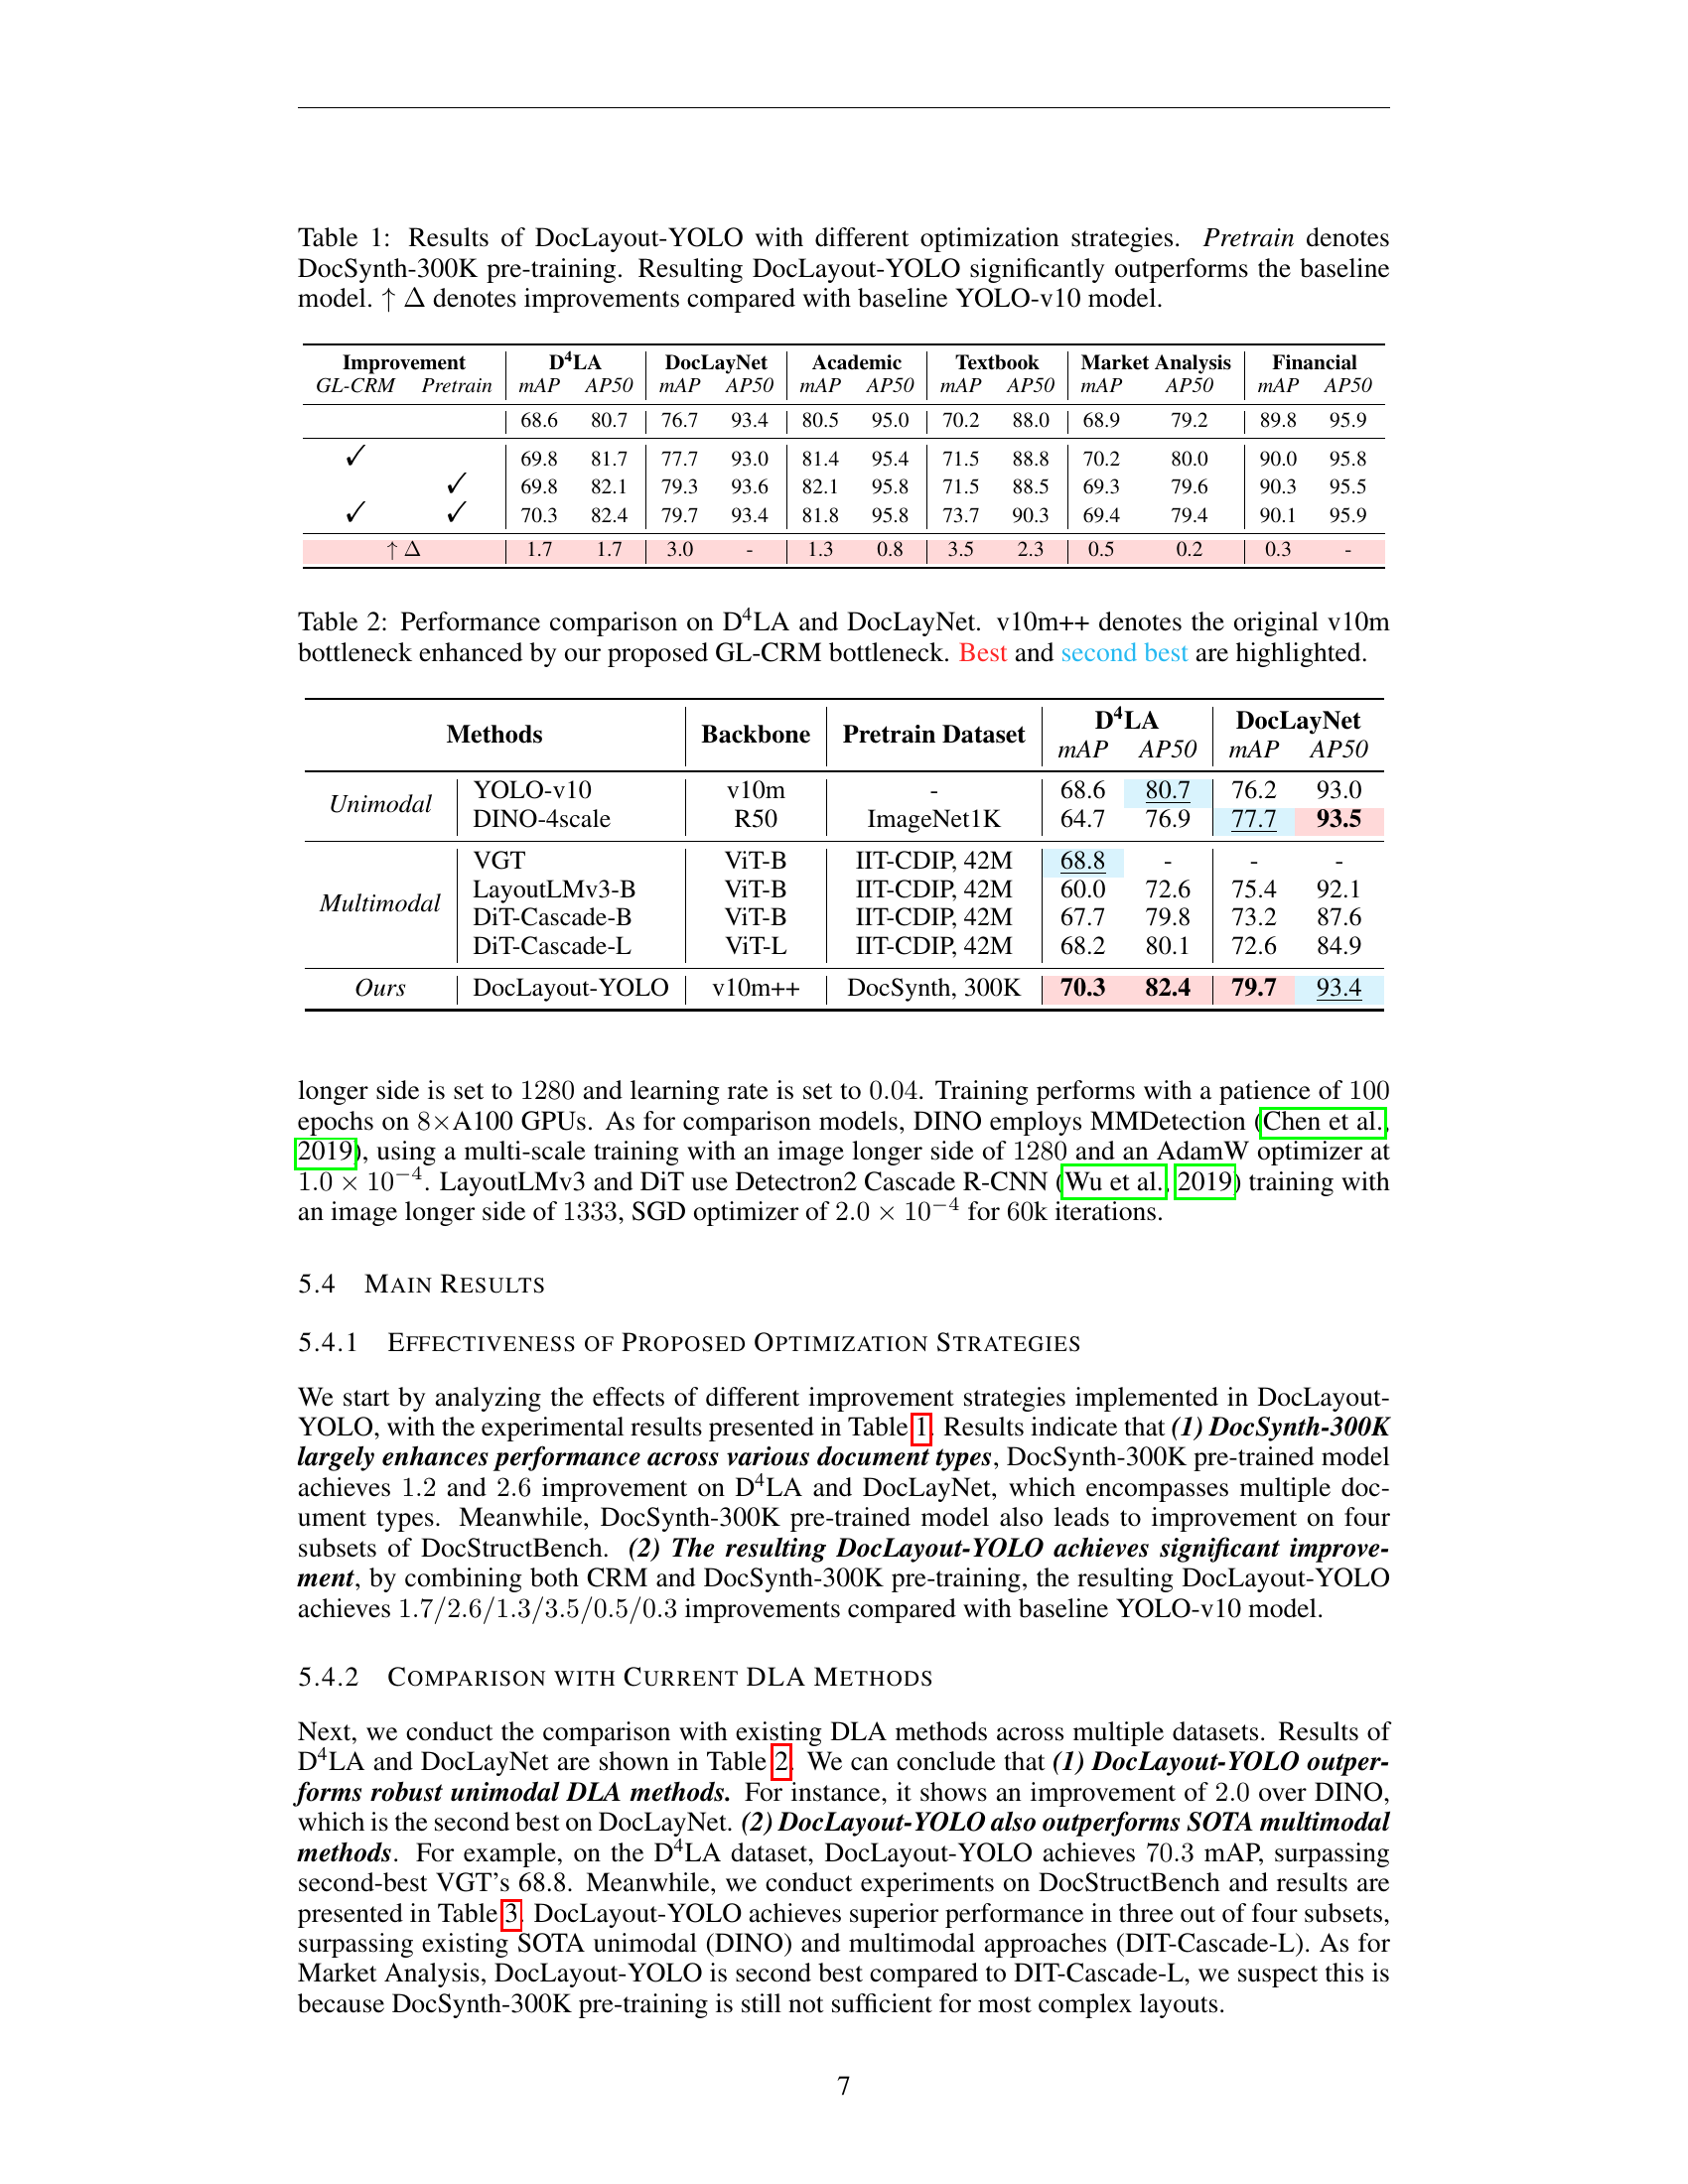 Table 1: Results of DocLayout-YOLO with different optimization strategies. Pretrain denotes
DocSynth-300K pre-training. Resulting DocLayout-YOLO significantly outperforms the baseline
model. ↑ Δ denotes improvements compared with baseline YOLO-v10 model.
Improvement D⁴LA DocLayNet Academic Textbook Market Analysis Financial
GL-CRM Pretrain mAP AP50 mAP AP50 mAP AP50 mAP AP50 mAP AP50 mAP AP50
68.6 80.7 76.7 93.4 80.5 95.0 70.2 88.0 68.9 79.2 89.8 95.9
✓ 69.8 81.7 77.7 93.0 81.4 95.4 71.5 88.8 70.2 80.0 90.0 95.8
✓ 69.8 82.1 79.3 93.6 82.1 95.8 71.5 88.5 69.3 79.6 90.3 95.5
✓ ✓ 70.3 82.4 79.7 93.4 81.8 95.8 73.7 90.3 69.4 79.4 90.1 95.9
↑ Δ 1.7 1.7 3.0 - 1.3 0.8 3.5 2.3 0.5 0.2 0.3 -
Table 2: Performance comparison on D⁴LA and DocLayNet. v10m++ denotes the original v10m
bottleneck enhanced by our proposed GL-CRM bottleneck. Best and second best are highlighted.
Methods Backbone Pretrain Dataset D⁴LA DocLayNet
mAP AP50 mAP AP50
Unimodal YOLO-v10 v10m - 68.6 80.7 76.2 93.0
DINO-4scale R50 ImageNet1K 64.7 76.9 77.7 93.5
Multimodal VGT ViT-B IIT-CDIP, 42M 68.8 - - -
LayoutLMv3-B ViT-B IIT-CDIP, 42M 60.0 72.6 75.4 92.1
DiT-Cascade-B ViT-B IIT-CDIP, 42M 67.7 79.8 73.2 87.6
DiT-Cascade-L ViT-L IIT-CDIP, 42M 68.2 80.1 72.6 84.9
Ours DocLayout-YOLO v10m++ DocSynth, 300K 70.3 82.4 79.7 93.4
longer side is set to 1280 and learning rate is set to 0.04. Training performs with a patience of 100
epochs on 8×A100 GPUs. As for comparison models, DINO employs MMDetection (Chen et al.,
2019), using a multi-scale training with an image longer side of 1280 and an AdamW optimizer at
1.0 × 10⁻⁴. LayoutLMv3 and DiT use Detectron2 Cascade R-CNN (Wu et al., 2019) training with
an image longer side of 1333, SGD optimizer of 2.0 × 10⁻⁴ for 60k iterations.
5.4 MAIN RESULTS
5.4.1 EFFECTIVENESS OF PROPOSED OPTIMIZATION STRATEGIES
We start by analyzing the effects of different improvement strategies implemented in DocLayout-
YOLO, with the experimental results presented in Table 1. Results indicate that (1) DocSynth-300K
largely enhances performance across various document types, DocSynth-300K pre-trained model
achieves 1.2 and 2.6 improvement on D⁴LA and DocLayNet, which encompasses multiple doc-
ument types. Meanwhile, DocSynth-300K pre-trained model also leads to improvement on four
subsets of DocStructBench. (2) The resulting DocLayout-YOLO achieves significant improve-
ment, by combining both CRM and DocSynth-300K pre-training, the resulting DocLayout-YOLO
achieves 1.7/2.6/1.3/3.5/0.5/0.3 improvements compared with baseline YOLO-v10 model.
5.4.2 COMPARISON WITH CURRENT DLA METHODS
Next, we conduct the comparison with existing DLA methods across multiple datasets. Results of
D⁴LA and DocLayNet are shown in Table 2. We can conclude that (1) DocLayout-YOLO outper-
forms robust unimodal DLA methods. For instance, it shows an improvement of 2.0 over DINO,
which is the second best on DocLayNet. (2) DocLayout-YOLO also outperforms SOTA multimodal
methods. For example, on the D⁴LA dataset, DocLayout-YOLO achieves 70.3 mAP, surpassing
second-best VGT's 68.8. Meanwhile, we conduct experiments on DocStructBench and results are
presented in Table 3. DocLayout-YOLO achieves superior performance in three out of four subsets,
surpassing existing SOTA unimodal (DINO) and multimodal approaches (DIT-Cascade-L). As for
Market Analysis, DocLayout-YOLO is second best compared to DIT-Cascade-L, we suspect this is
because DocSynth-300K pre-training is still not sufficient for most complex layouts.
7